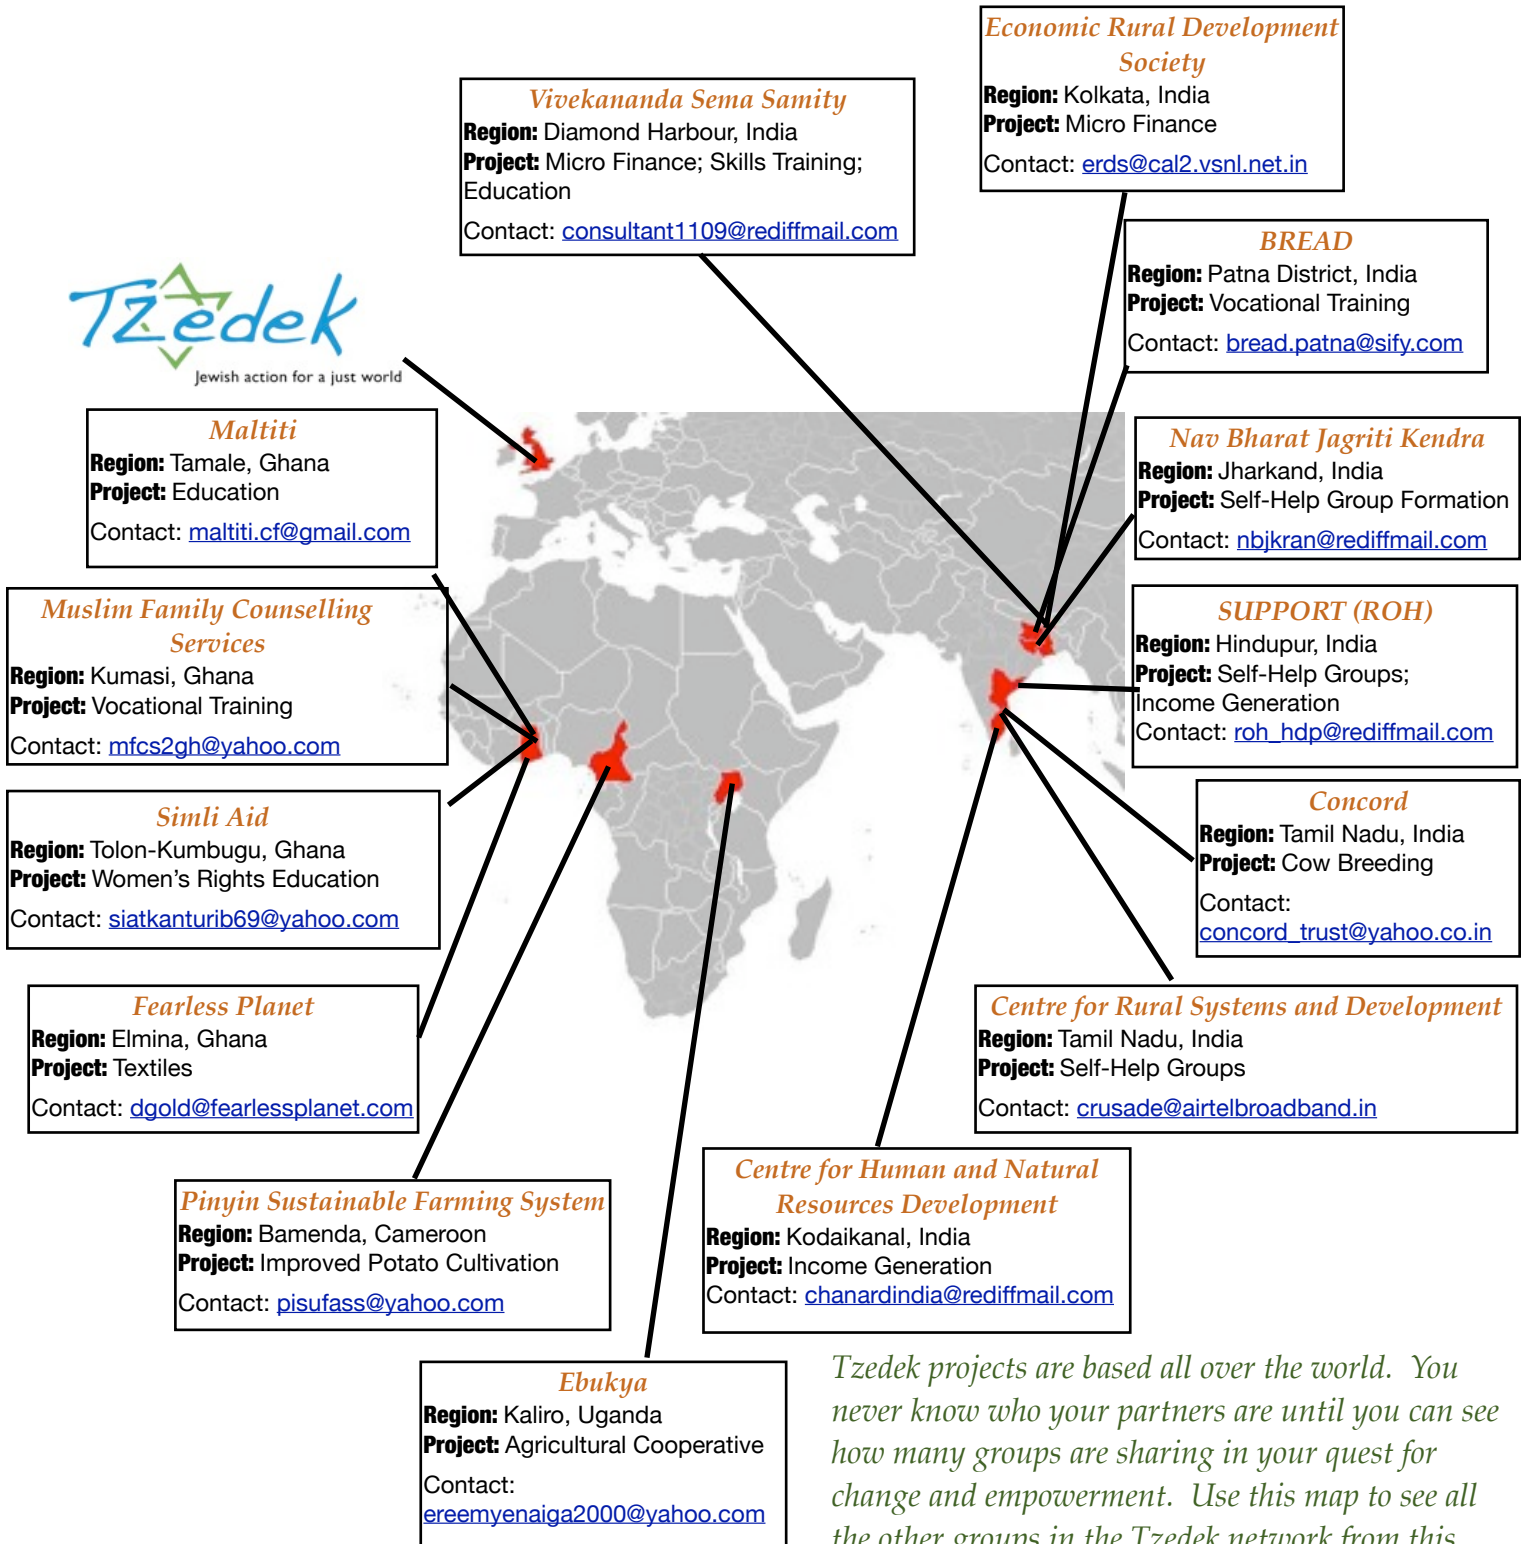 Economic Rural Development
Society
Region: Kolkata, India
Project: Micro Finance
Contact: erds@cal2.vsnl.net.in
Vivekananda Sema Samity
Region: Diamond Harbour, India
Project: Micro Finance; Skills Training;
Education
Contact: consultant1109@rediffmail.com
BREAD
Region: Patna District, India
Project: Vocational Training
Contact: bread.patna@sify.com
Tzedek
Jewish action for a just world
Maltiti
Region: Tamale, Ghana
Project: Education
Contact: maltiti.cf@gmail.com
Nav Bharat Jagriti Kendra
Region: Jharkand, India
Project: Self-Help Group Formation
Contact: nbjkran@rediffmail.com
Muslim Family Counselling
Services
Region: Kumasi, Ghana
Project: Vocational Training
Contact: mfcs2gh@yahoo.com
SUPPORT (ROH)
Region: Hindupur, India
Project: Self-Help Groups;
Income Generation
Contact: roh_hdp@rediffmail.com
Simli Aid
Region: Tolon-Kumbugu, Ghana
Project: Women's Rights Education
Contact: siatkanturib69@yahoo.com
Concord
Region: Tamil Nadu, India
Project: Cow Breeding
Contact:
concord_trust@yahoo.co.in
Fearless Planet
Region: Elmina, Ghana
Project: Textiles
Contact: dgold@fearlessplanet.com
Centre for Rural Systems and Development
Region: Tamil Nadu, India
Project: Self-Help Groups
Contact: crusade@airtelbroadband.in
Pinyin Sustainable Farming System
Region: Bamenda, Cameroon
Project: Improved Potato Cultivation
Contact: pisufass@yahoo.com
Centre for Human and Natural
Resources Development
Region: Kodaikanal, India
Project: Income Generation
Contact: chanardindia@rediffmail.com
Ebukya
Region: Kaliro, Uganda
Project: Agricultural Cooperative
Contact:
ereemyenaiga2000@yahoo.com
Tzedek projects are based all over the world. You
never know who your partners are until you can see
how many groups are sharing in your quest for
change and empowerment. Use this map to see all
the other groups in the Tzedek network from this